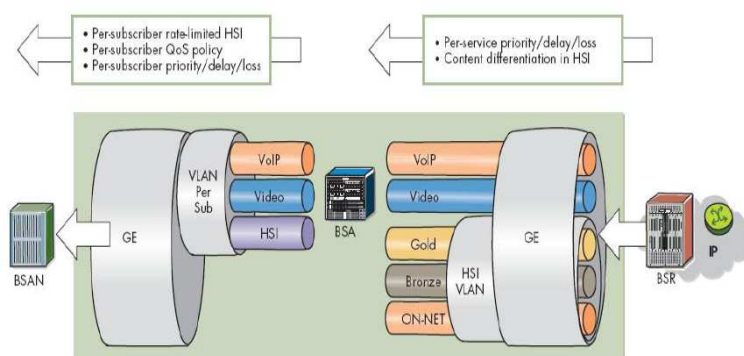 • Per-subscriber rate-limited HSI
• Per-subscriber QoS policy
• Per-subscriber priority/delay/loss
• Per-service priority/delay/loss
• Content differentiation in HSI
BSAN
GE
VLAN
Per
Sub
VoIP
Video
HSI
BSA
VoIP
Video
Gold
Bronze
ON-NET
HSI
VLAN
GE
BSR
IP